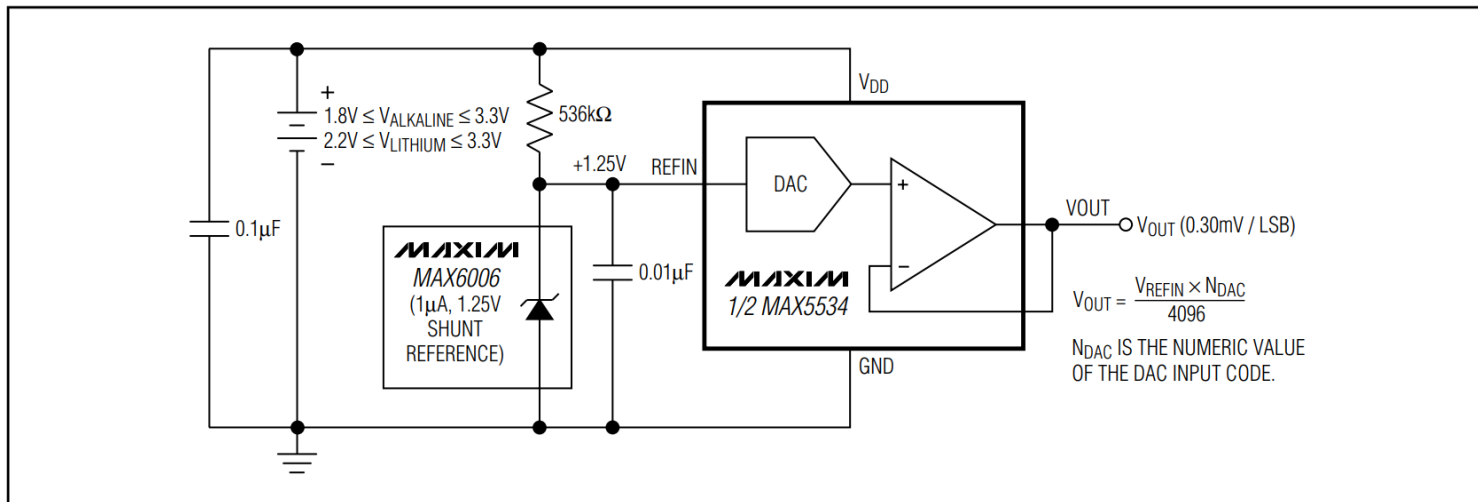 VDD
+
1.8V ≤ VALKALINE ≤ 3.3V
2.2V ≤ VLITHIUM ≤ 3.3V
−
536kΩ
+1.25V
REFIN
DAC
+
−
VOUT
VOUT (0.30mV / LSB)
0.1µF
MAXIM
MAX6006
(1µA, 1.25V
SHUNT
REFERENCE)
0.01µF
MAXIM
1/2 MAX5534
VOUT = VREFIN × NDAC
4096
GND
NDAC IS THE NUMERIC VALUE
OF THE DAC INPUT CODE.